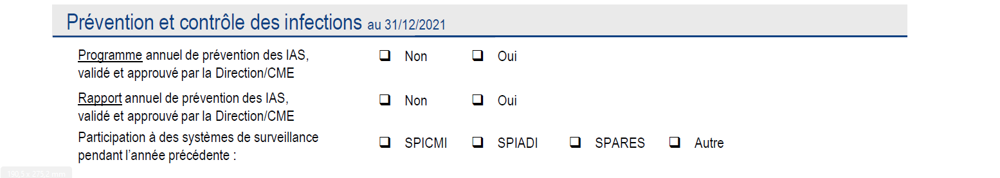 Prévention et contrôle des infections au 31/12/2021
Programme annuel de prévention des IAS,
validé et approuvé par la Direction/CME
❑ Non ❑ Oui
Rapport annuel de prévention des IAS,
validé et approuvé par la Direction/CME
❑ Non ❑ Oui
Participation à des systèmes de surveillance
pendant l’année précédente :
❑ SPICMI ❑ SPIADI ❑ SPARES ❑ Autre
190,5 x 275,2 mm